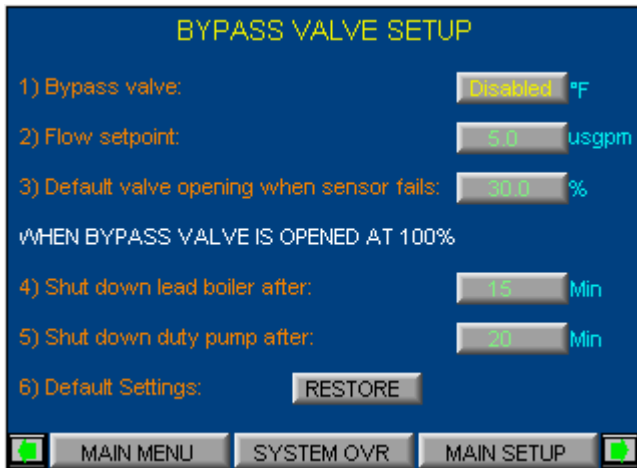 BYPASS VALVE SETUP
1) Bypass valve: Disabled °F
2) Flow setpoint: 5.0 usgpm
3) Default valve opening when sensor fails: 30.0 %
WHEN BYPASS VALVE IS OPENED AT 100%
4) Shut down lead boiler after: 15 Min
5) Shut down duty pump after: 20 Min
6) Default Settings: RESTORE
MAIN MENU SYSTEM OVR MAIN SETUP